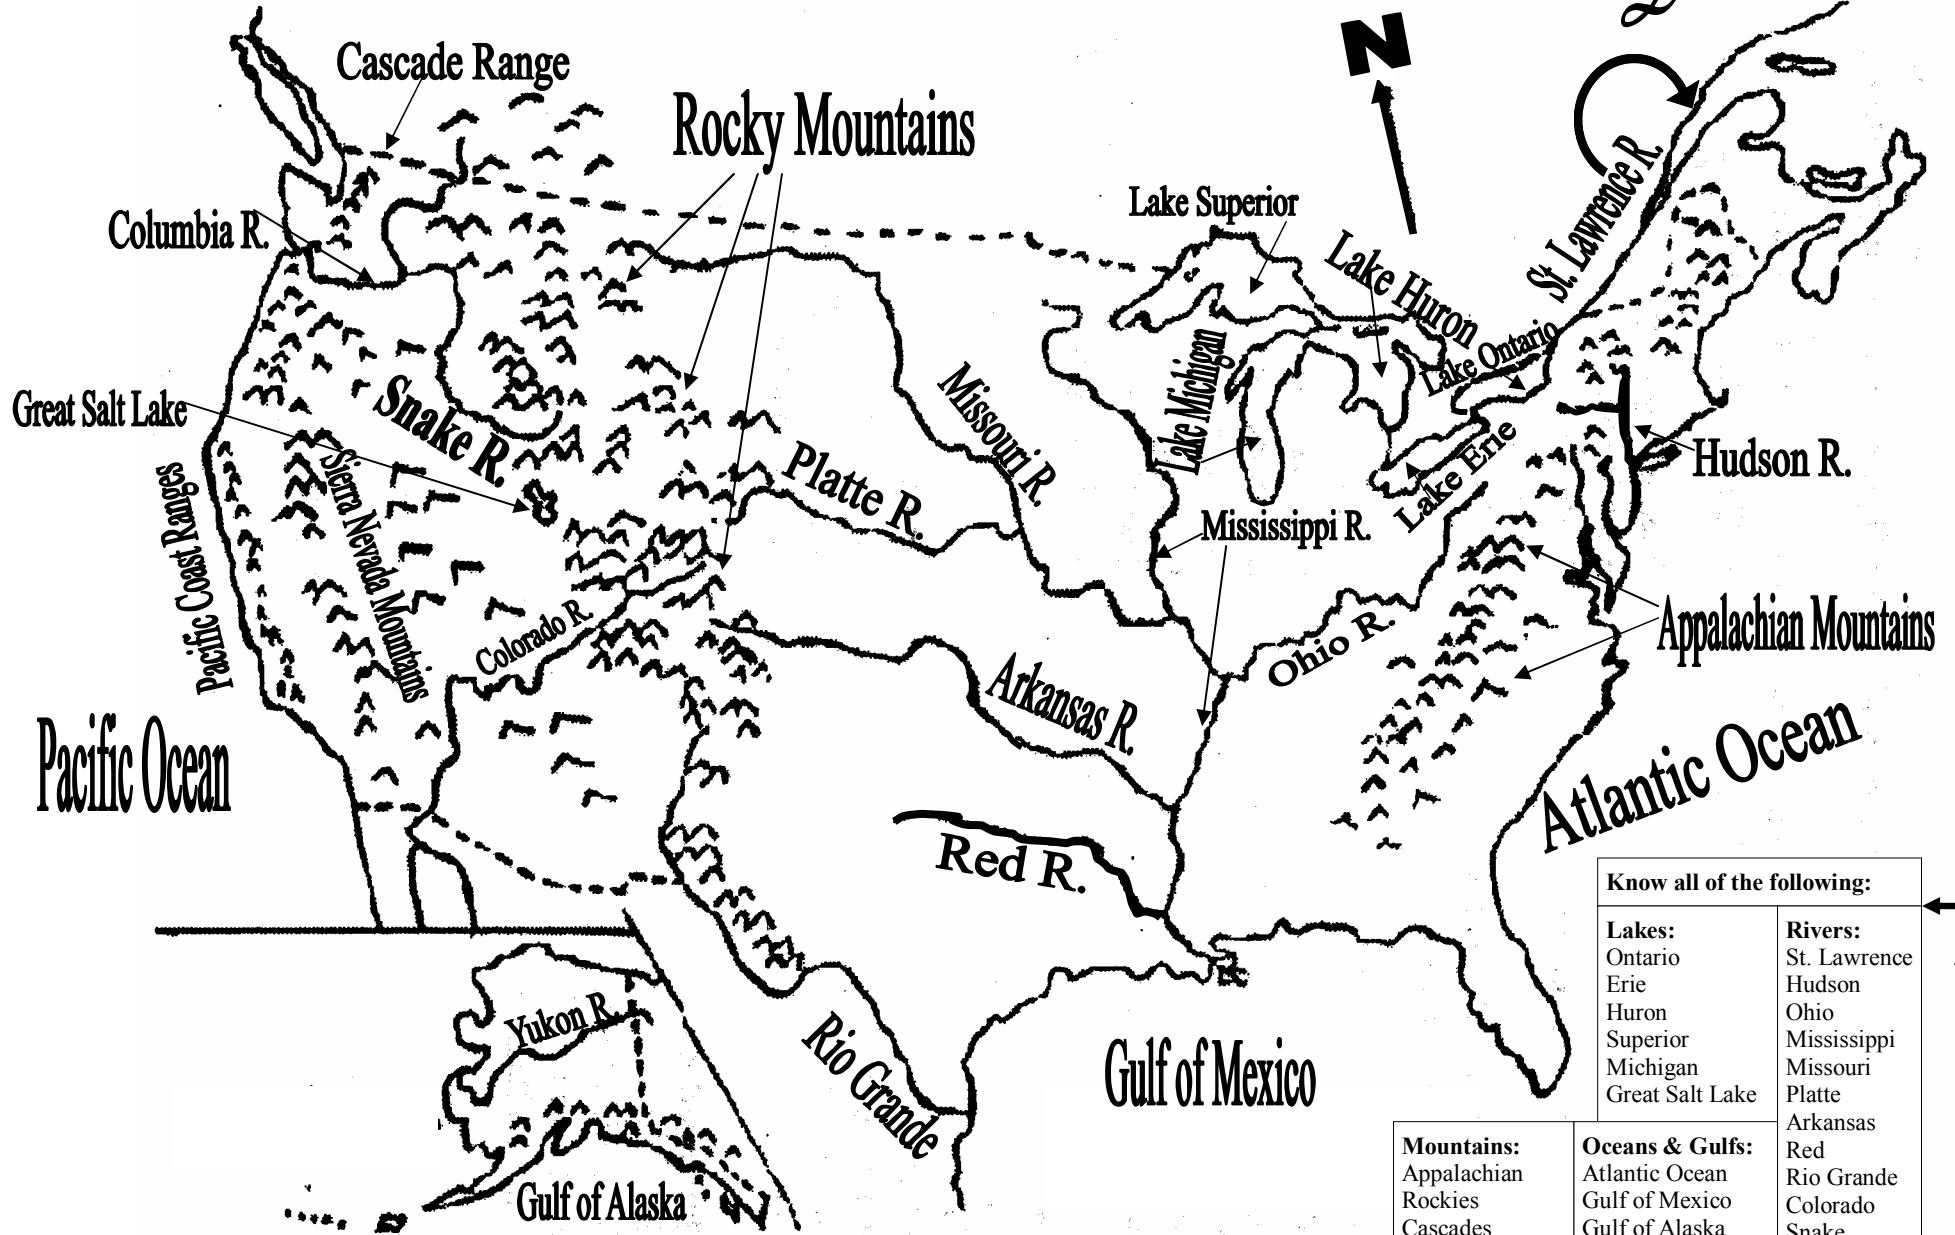 N
Cascade Range
Rocky Mountains
Lake Superior
Columbia R.
Lake Huron
St. Lawrence R.
Lake Ontario
Lake Michigan
Great Salt Lake
Snake R.
Missouri R.
Platte R.
Lake Erie
Hudson R.
Pacific Coast Ranges
Sierra Nevada Mountains
Mississippi R.
Colorado R.
Ohio R.
Appalachian Mountains
Arkansas R.
Pacific Ocean
Atlantic Ocean
Red R.
Yukon R.
Rio Grande
Gulf of Mexico
Gulf of Alaska
Know all of the following:
Lakes:
Ontario
Erie
Huron
Superior
Michigan
Great Salt Lake
Rivers:
St. Lawrence
Hudson
Ohio
Mississippi
Missouri
Platte
Arkansas
Red
Rio Grande
Colorado
Snake
Mountains:
Appalachian
Rockies
Cascades
Oceans & Gulfs:
Atlantic Ocean
Gulf of Mexico
Gulf of Alaska